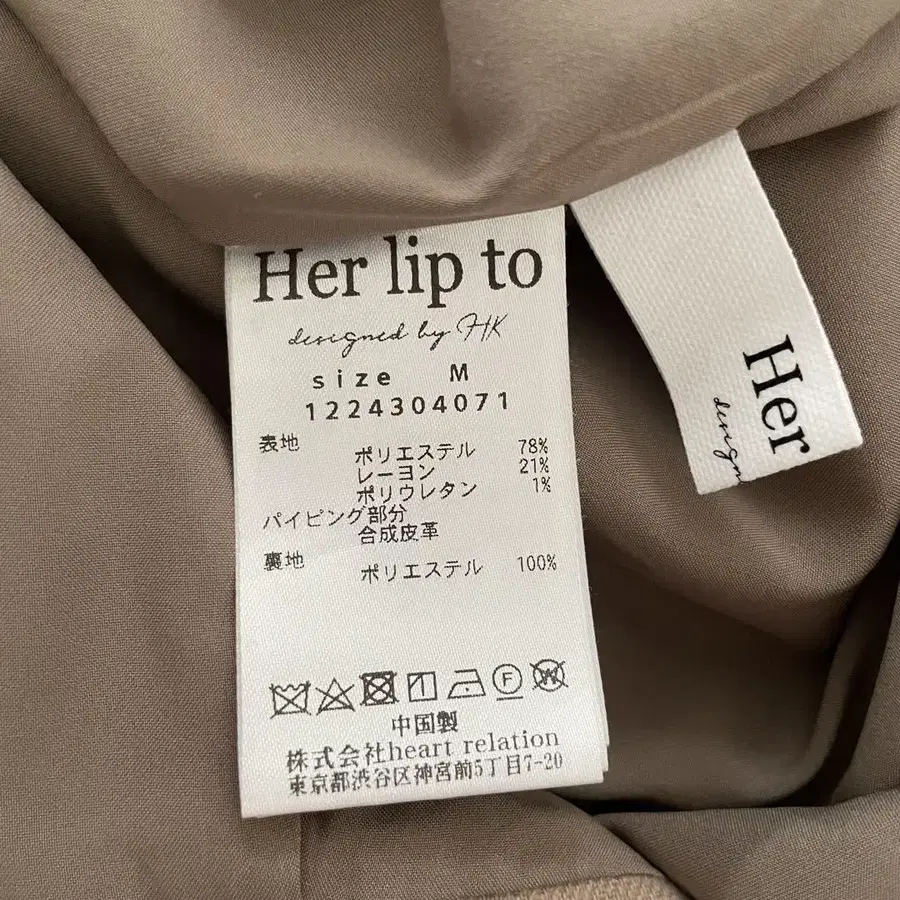 Her lip to
designed by HK
size M
1224304071
表地
ポリエステル 78%
レーヨン 21%
ポリウレタン 1%
パイピング部分
合成皮革
裏地
ポリエステル 100%
F W
中国製
株式会社heart relation
東京都渋谷区神宮前5丁目7-20
Her
design